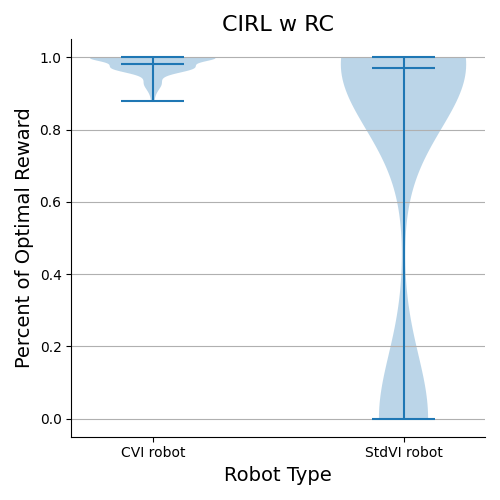 CIRL w RC
Percent of Optimal Reward
1.0
0.8
0.6
0.4
0.2
0.0
CVI robot
StdVI robot
Robot Type